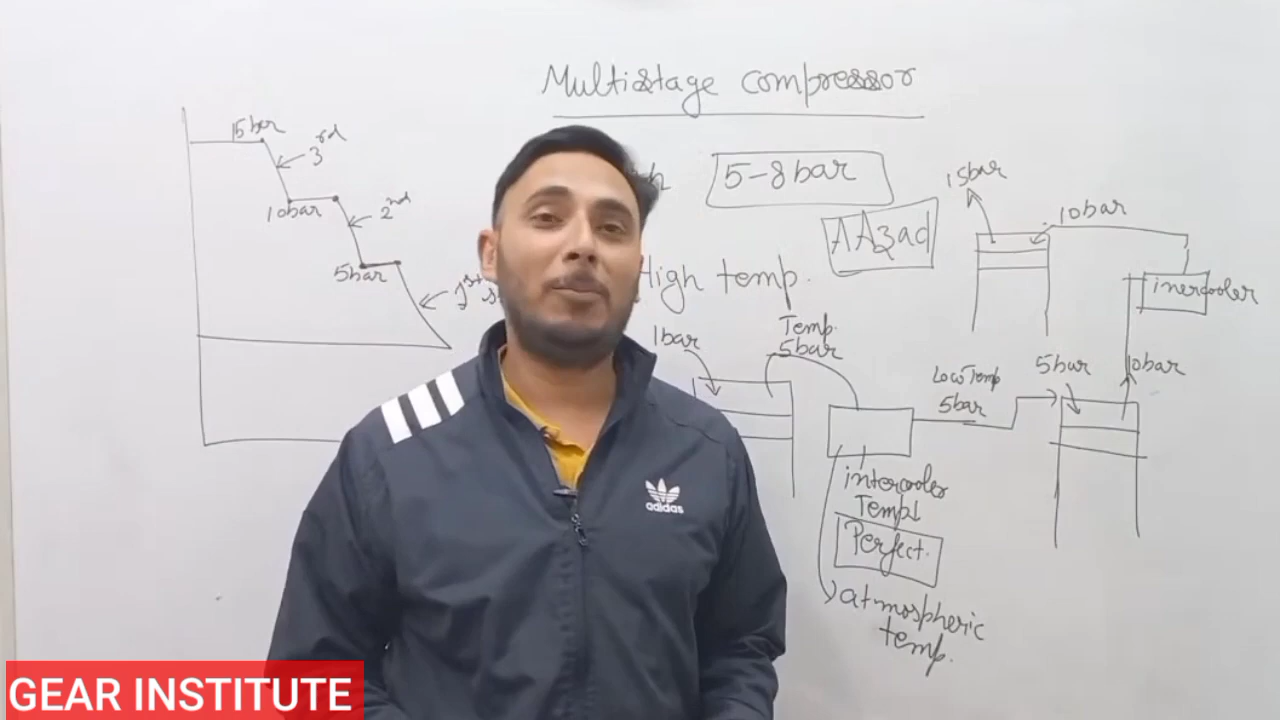 Multistage compressor
15bar
3rd
10bar
2nd
5bar
1st
5-8bar
AAzad
High temp.
1bar
Temp.
5bar
intercooler
Temp↓
Perfect.
atmospheric
temp.
Low Temp
5bar
5bar
10bar
inercooler
10bar
15bar
adidas
GEAR INSTITUTE